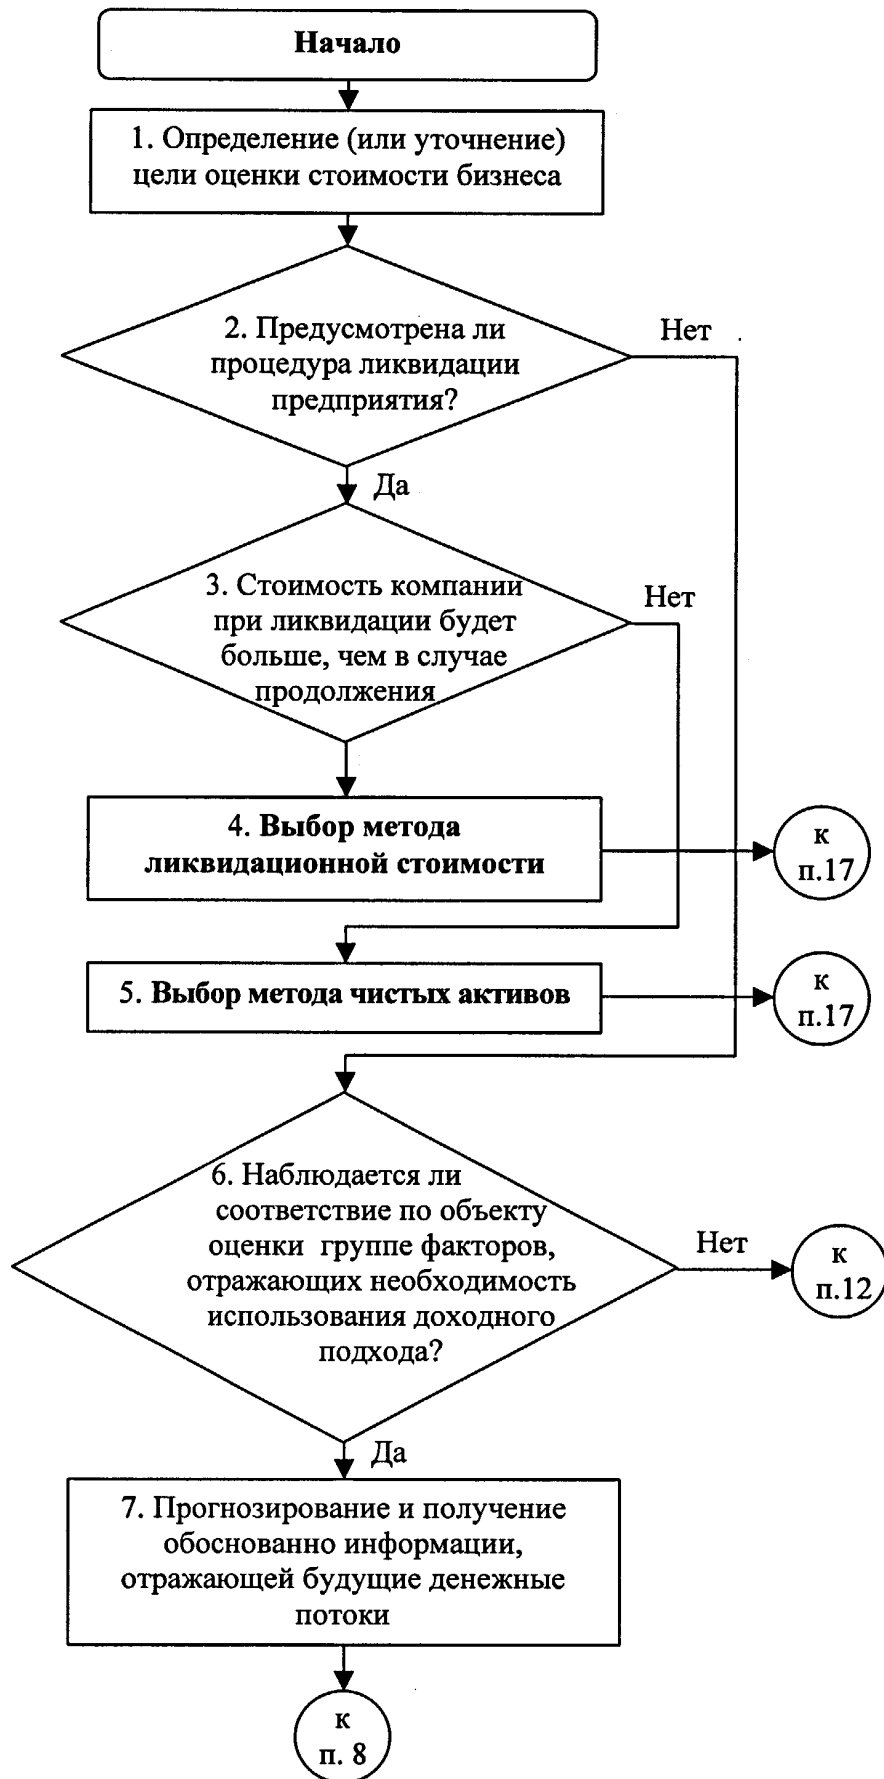 Начало
1. Определение (или уточнение)
цели оценки стоимости бизнеса
2. Предусмотрена ли
процедура ликвидации
предприятия?
Нет
Да
3. Стоимость компании
при ликвидации будет
больше, чем в случае
продолжения
Нет
4. Выбор метода
ликвидационной стоимости
к
п.17
5. Выбор метода чистых активов
к
п.17
6. Наблюдается ли
соответствие по объекту
оценки группе факторов,
отражающих необходимость
использования доходного
подхода?
Нет
к
п.12
Да
7. Прогнозирование и получение
обоснованно информации,
отражающей будущие денежные
потоки
к
п. 8